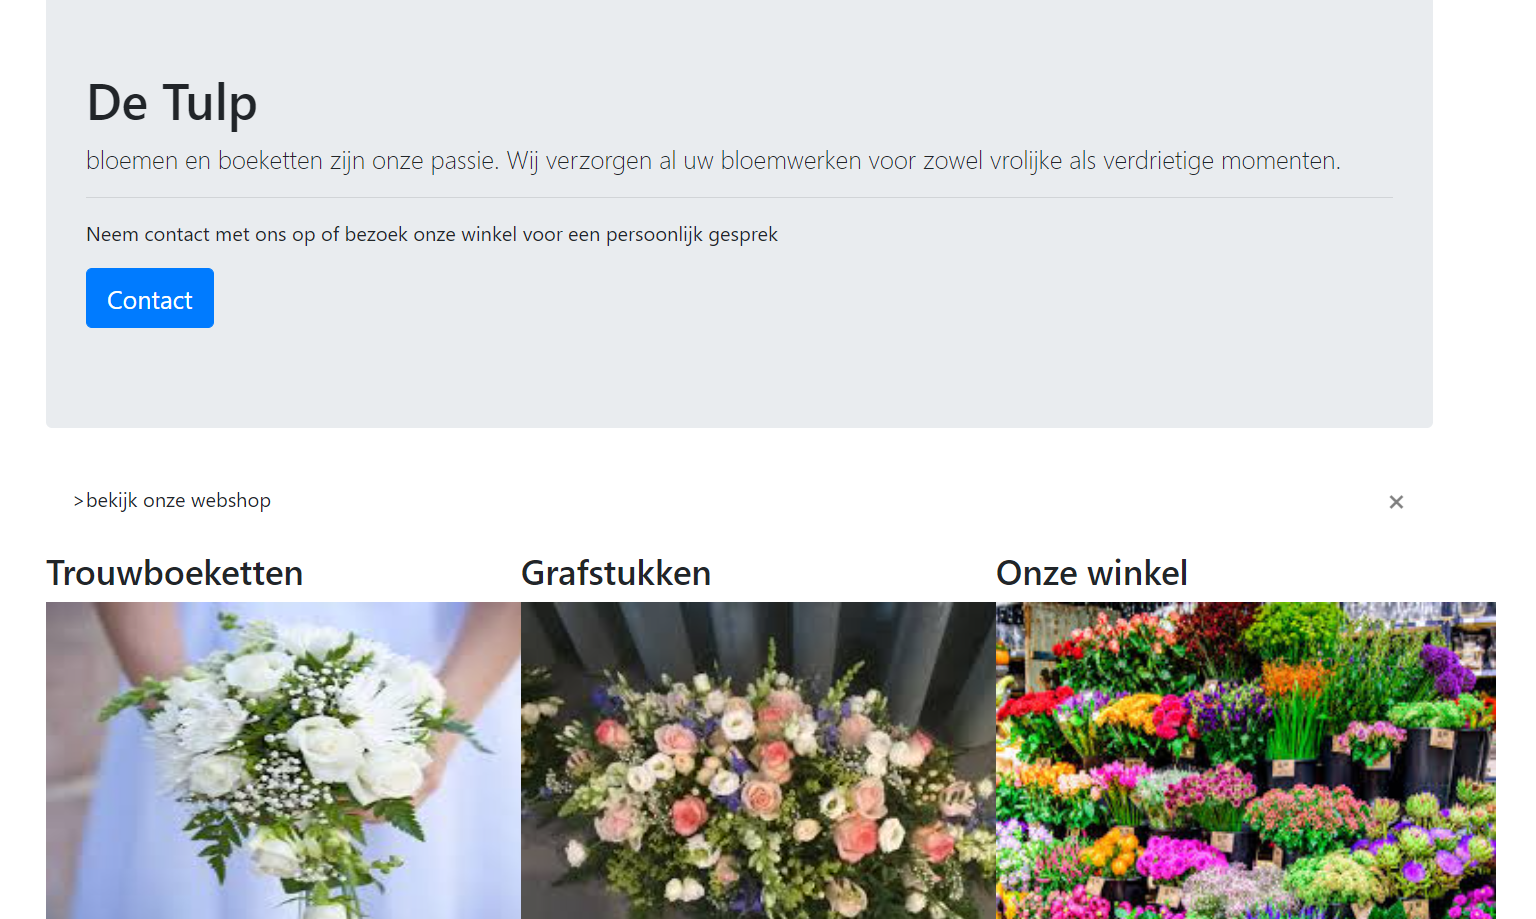 De Tulp
bloemen en boeketten zijn onze passie. Wij verzorgen al uw bloemwerken voor zowel vrolijke als verdrietige momenten.
Neem contact met ons op of bezoek onze winkel voor een persoonlijk gesprek
Contact
>bekijk onze webshop ×
Trouwboeketten Grafstukken Onze winkel